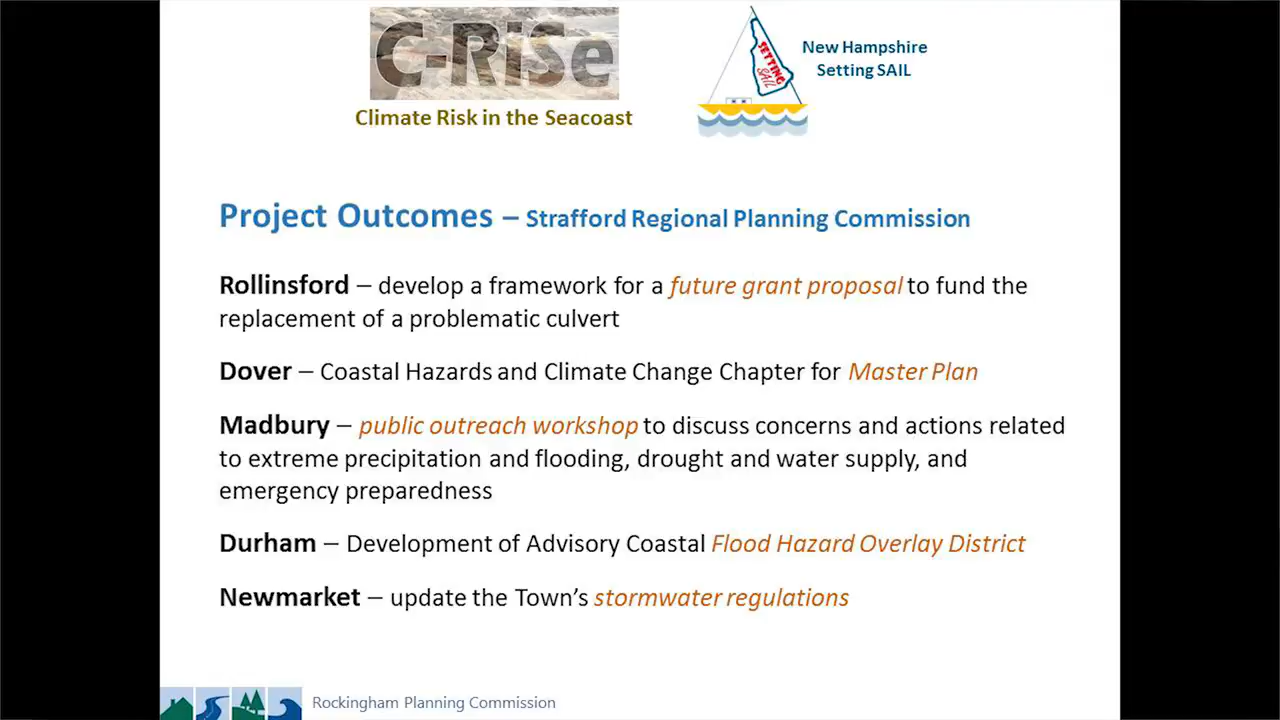 C-RiSe
Climate Risk in the Seacoast
SETTING
SAIL
New Hampshire
Setting SAIL
Project Outcomes – Strafford Regional Planning Commission
Rollinsford – develop a framework for a future grant proposal to fund the
replacement of a problematic culvert
Dover – Coastal Hazards and Climate Change Chapter for Master Plan
Madbury – public outreach workshop to discuss concerns and actions related
to extreme precipitation and flooding, drought and water supply, and
emergency preparedness
Durham – Development of Advisory Coastal Flood Hazard Overlay District
Newmarket – update the Town’s stormwater regulations
Rockingham Planning Commission